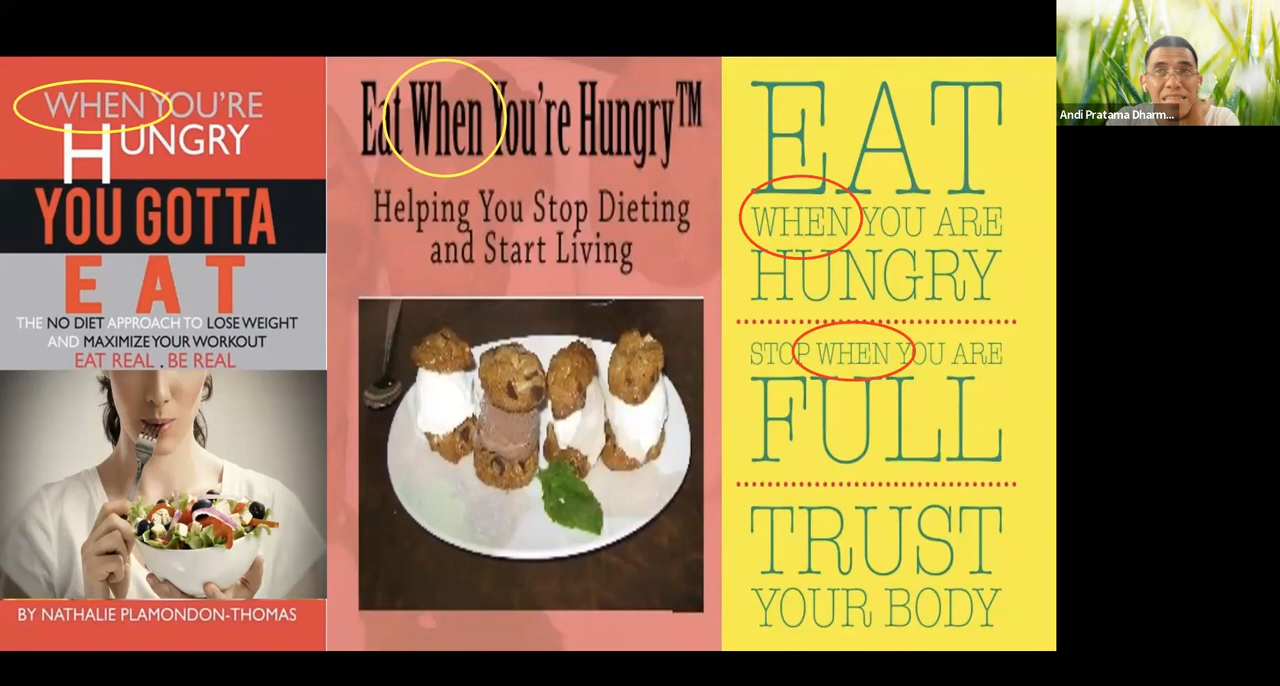 WHEN YOU'RE
HUNGRY
YOU GOTTA
EAT
THE NO DIET APPROACH TO LOSE WEIGHT
AND MAXIMIZE YOUR WORKOUT
EAT REAL . BE REAL
BY NATHALIE PLAMONDON-THOMAS
Eat When You're Hungry™
Helping You Stop Dieting
and Start Living
EAT
WHEN YOU ARE
HUNGRY
STOP WHEN YOU ARE
FULL
TRUST
YOUR BODY
Andi Pratama Dharm...